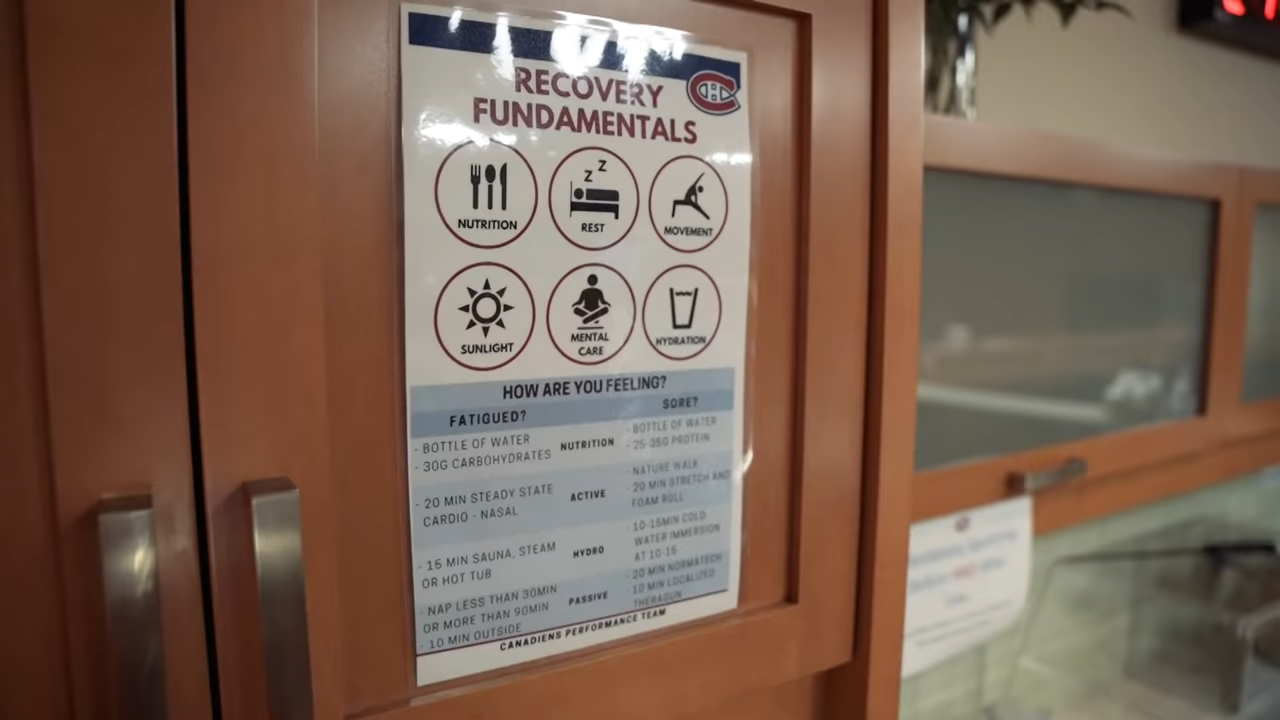 RECOVERY
FUNDAMENTALS
NUTRITION
REST
Z Z
MOVEMENT
SUNLIGHT
MENTAL
CARE
HYDRATION
HOW ARE YOU FEELING?
FATIGUED?
SORE?
- BOTTLE OF WATER
- 30G CARBOHYDRATES
NUTRITION
- BOTTLE OF WATER
- 25-35G PROTEIN
- 20 MIN STEADY STATE
CARDIO - NASAL
ACTIVE
- NATURE WALK
- 20 MIN STRETCH AND
FOAM ROLL
- 15 MIN SAUNA, STEAM
OR HOT TUB
HYDRO
- 10-15MIN COLD
WATER IMMERSION
AT 10-15
- NAP LESS THAN 30MIN
OR MORE THAN 90MIN
- 10 MIN OUTSIDE
PASSIVE
- 20 MIN NORMATECH
- 10 MIN LOCALIZED
THERAGUN
CANADIENS PERFORMANCE TEAM